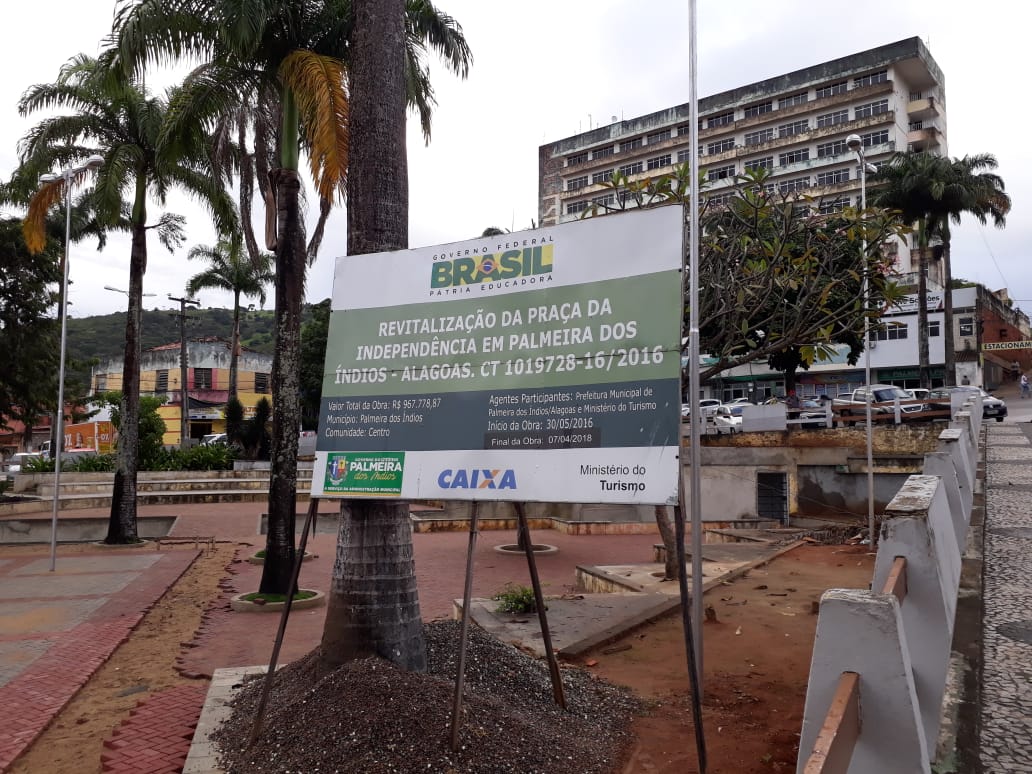 GOVERNO FEDERAL
BRASIL
PÁTRIA EDUCADORA
REVITALIZAÇÃO DA PRAÇA DA
INDEPENDÊNCIA EM PALMEIRA DOS
ÍNDIOS - ALAGOAS. CT 1019728-16/2016
Valor Total da Obra: R$ 967.778,87
Município: Palmeira dos Índios
Comunidade: Centro
Agentes Participantes: Prefeitura Municipal de
Palmeira dos Índios/Alagoas e Ministério do Turismo
Início da Obra: 30/05/2016
Final da Obra: 07/04/2018
PALMEIRA
dos Índios
CAIXA
Ministério do
Turismo
ESTACIONAM